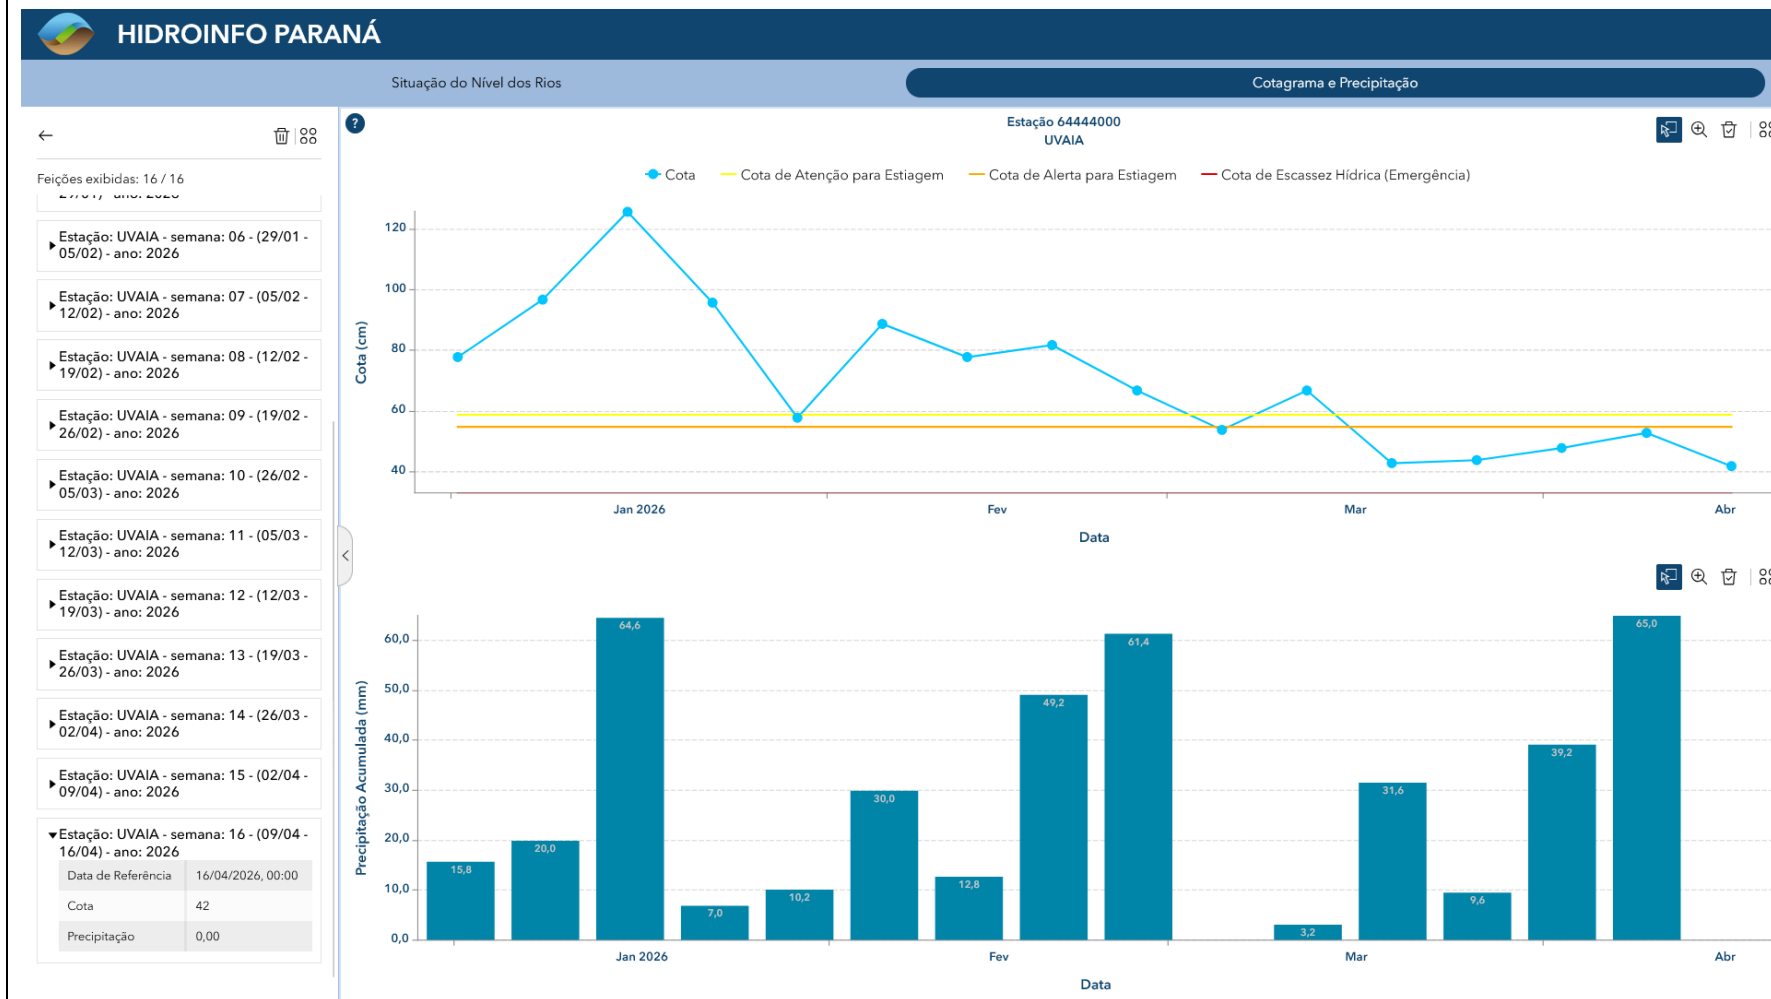 HIDROINFO PARANÁ
Situação do Nível dos Rios
Cotagrama e Precipitação
Feições exibidas: 16 / 16
Estação: UVAIA - semana: 06 - (29/01 -
05/02) - ano: 2026
Estação: UVAIA - semana: 07 - (05/02 -
12/02) - ano: 2026
Estação: UVAIA - semana: 08 - (12/02 -
19/02) - ano: 2026
Estação: UVAIA - semana: 09 - (19/02 -
26/02) - ano: 2026
Estação: UVAIA - semana: 10 - (26/02 -
05/03) - ano: 2026
Estação: UVAIA - semana: 11 - (05/03 -
12/03) - ano: 2026
Estação: UVAIA - semana: 12 - (12/03 -
19/03) - ano: 2026
Estação: UVAIA - semana: 13 - (19/03 -
26/03) - ano: 2026
Estação: UVAIA - semana: 14 - (26/03 -
02/04) - ano: 2026
Estação: UVAIA - semana: 15 - (02/04 -
09/04) - ano: 2026
Estação: UVAIA - semana: 16 - (09/04 -
16/04) - ano: 2026
Data de Referência 16/04/2026, 00:00
Cota 42
Precipitação 0,00
?
Estação 64444000
UVAIA
Cota Cota de Atenção para Estiagem Cota de Alerta para Estiagem Cota de Escassez Hídrica (Emergência)
Cota (cm)
120
100
80
60
40
Jan 2026 Fev Mar Abr
Data
Precipitação Acumulada (mm)
60,0
50,0
40,0
30,0
20,0
10,0
0,0
15,8 20,0 64,6 7,0 10,2 30,0 12,8 49,2 61,4 3,2 31,6 9,6 39,2 65,0
Jan 2026 Fev Mar Abr
Data